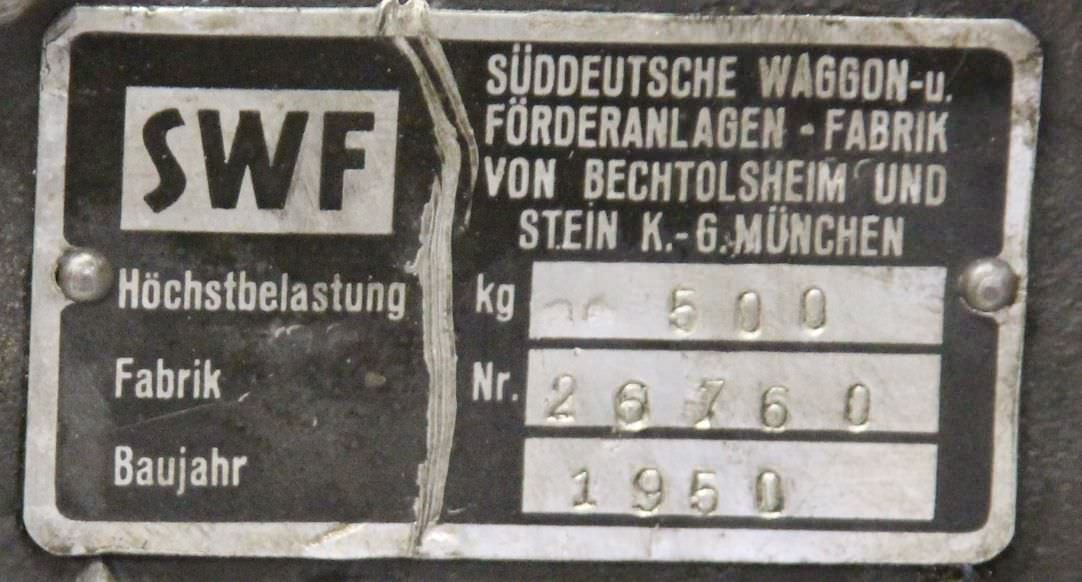 SWF
SÜDDEUTSCHE WAGGON-u.
FÖRDERANLAGEN - FABRIK
VON BECHTOLSHEIM UND
STEIN K.-G. MÜNCHEN
Höchstbelastung kg 500
Fabrik Nr. 26760
Baujahr 1950